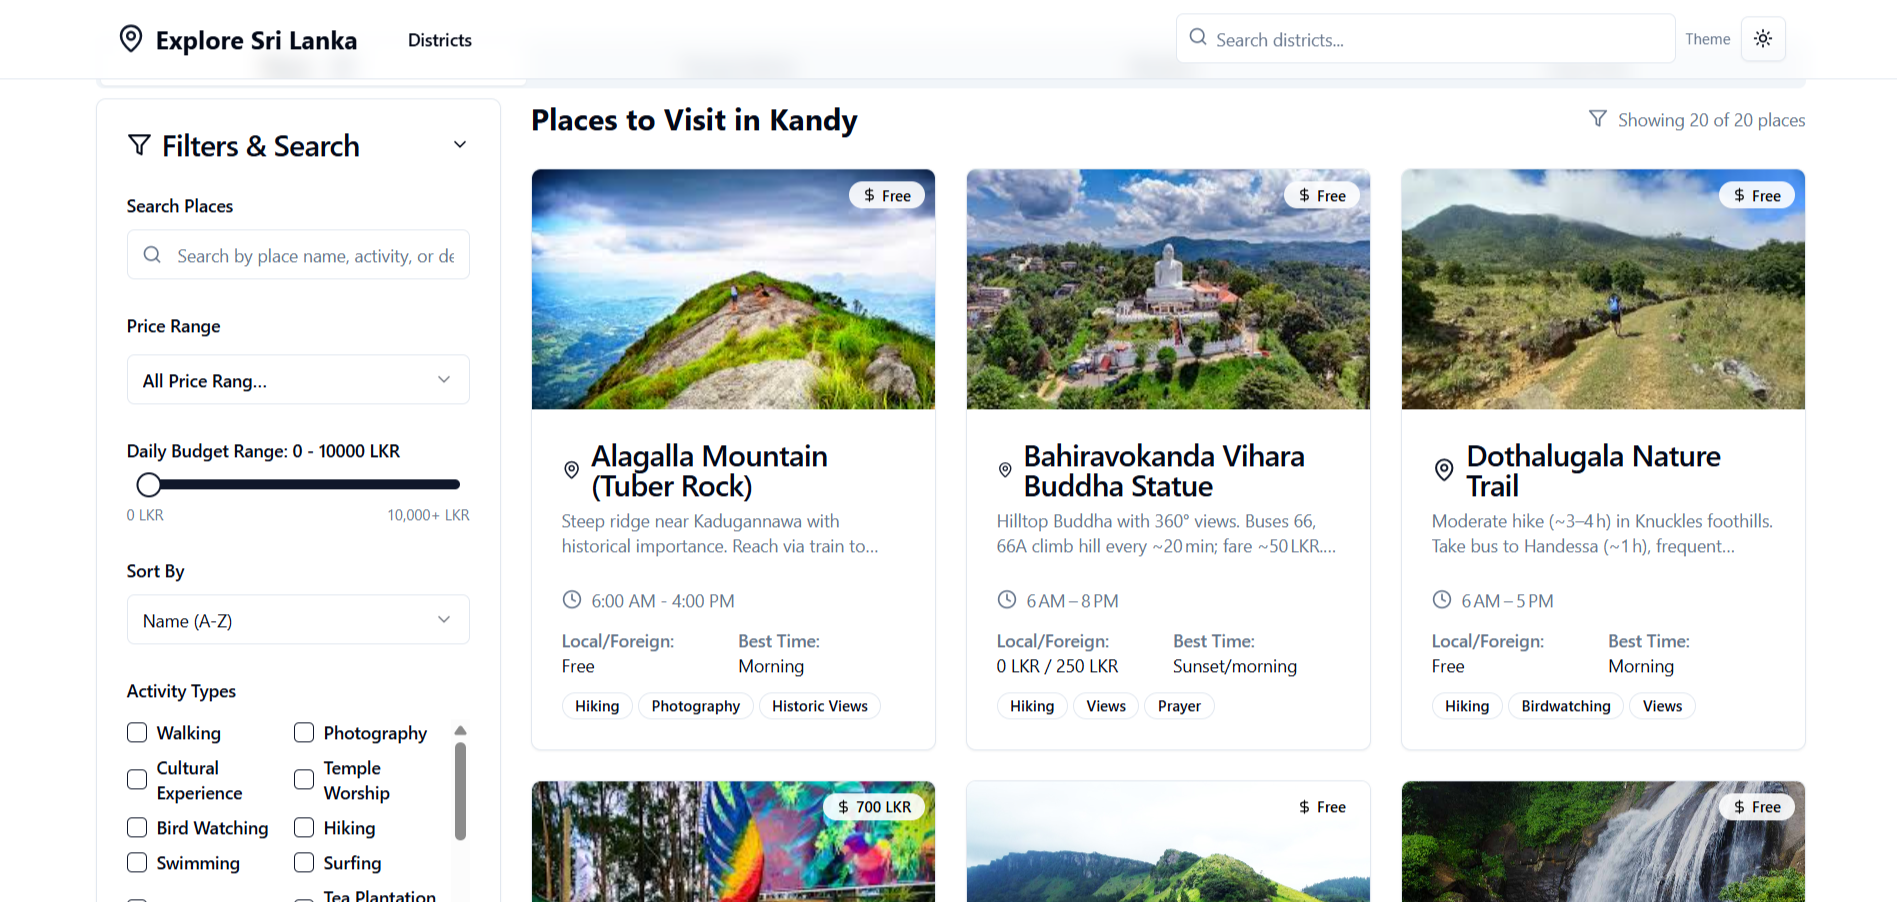 Explore Sri Lanka
Districts
Search districts...
Theme
Filters & Search
Search Places
Search by place name, activity, or de
Price Range
All Price Rang...
Daily Budget Range: 0 - 10000 LKR
0 LKR
10,000+ LKR
Sort By
Name (A-Z)
Activity Types
Walking
Photography
Cultural
Experience
Temple
Worship
Bird Watching
Hiking
Swimming
Surfing
Tea Plantation
Places to Visit in Kandy
Showing 20 of 20 places
$ Free
Alagalla Mountain
(Tuber Rock)
Steep ridge near Kadugannawa with
historical importance. Reach via train to...
6:00 AM - 4:00 PM
Local/Foreign:
Free
Best Time:
Morning
Hiking
Photography
Historic Views
$ Free
Bahiravokanda Vihara
Buddha Statue
Hilltop Buddha with 360° views. Buses 66,
66A climb hill every ~20 min; fare ~50 LKR....
6 AM – 8 PM
Local/Foreign:
0 LKR / 250 LKR
Best Time:
Sunset/morning
Hiking
Views
Prayer
$ Free
Dothalugala Nature
Trail
Moderate hike (~3–4 h) in Knuckles foothills.
Take bus to Handessa (~1 h), frequent...
6 AM – 5 PM
Local/Foreign:
Free
Best Time:
Morning
Hiking
Birdwatching
Views
$ 700 LKR
$ Free
$ Free